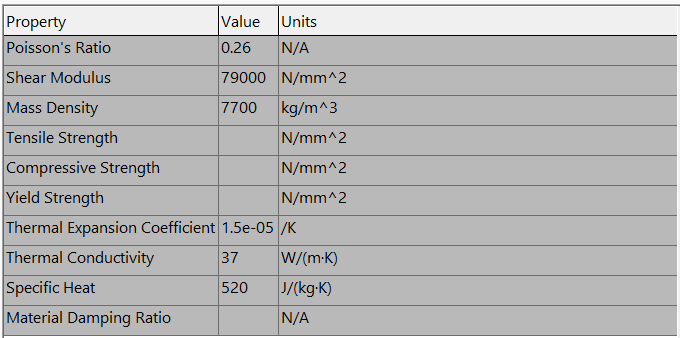 Property Value Units
Poisson's Ratio 0.26 N/A
Shear Modulus 79000 N/mm^2
Mass Density 7700 kg/m^3
Tensile Strength N/mm^2
Compressive Strength N/mm^2
Yield Strength N/mm^2
Thermal Expansion Coefficient 1.5e-05 /K
Thermal Conductivity 37 W/(m·K)
Specific Heat 520 J/(kg·K)
Material Damping Ratio N/A